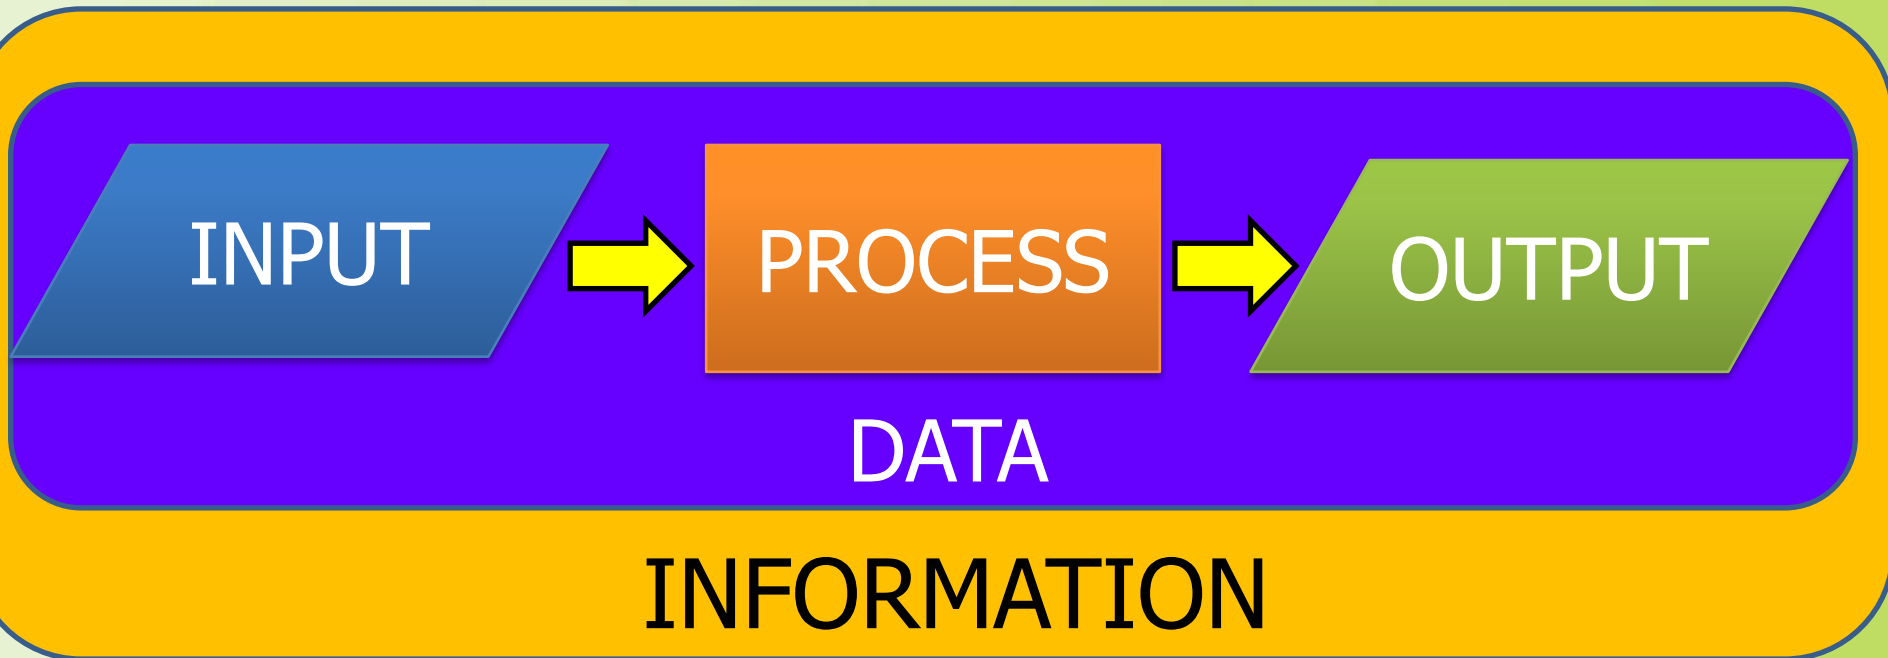 INPUT
PROCESS
OUTPUT
DATA
INFORMATION